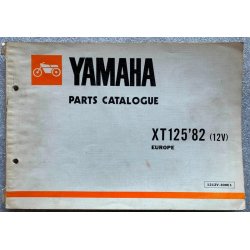 YAMAHA
PARTS CATALOGUE
XT125'82 (12V)
EUROPE